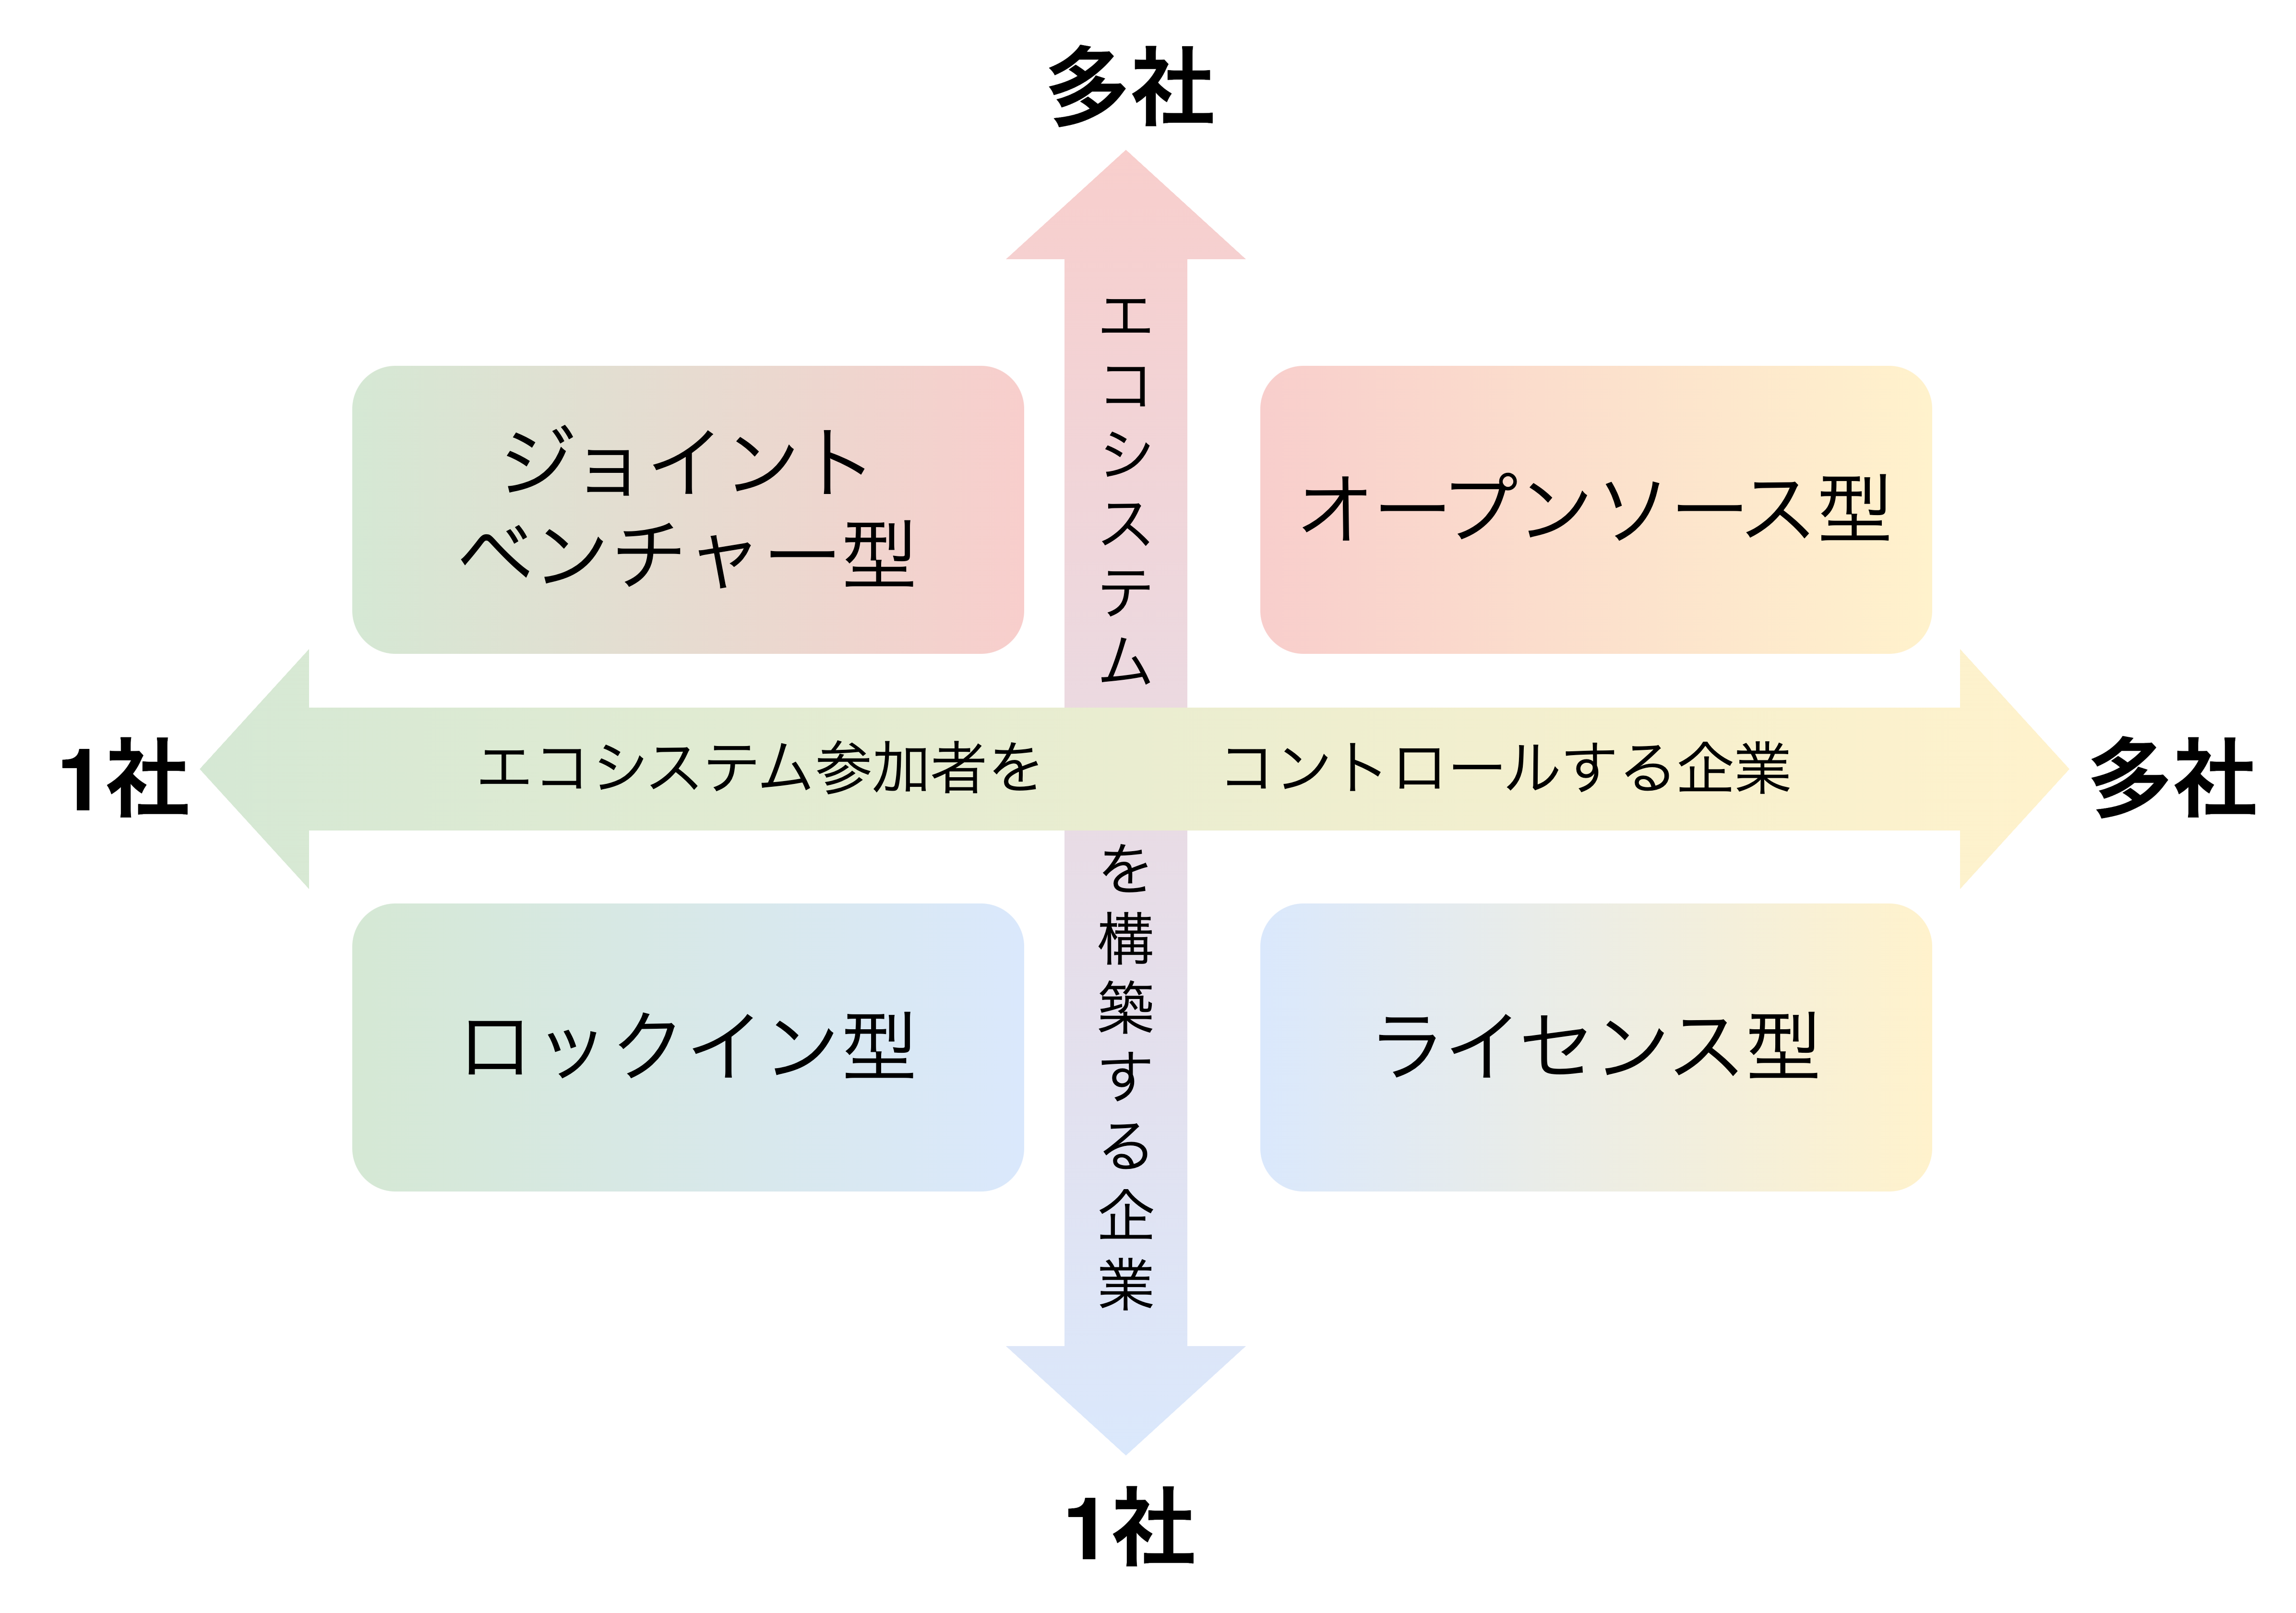 多社
エコシステムを構築する企業
ジョイント
ベンチャー型
オープンソース型
1社
エコシステム参加者を コントロールする企業
多社
ロックイン型
ライセンス型
1社